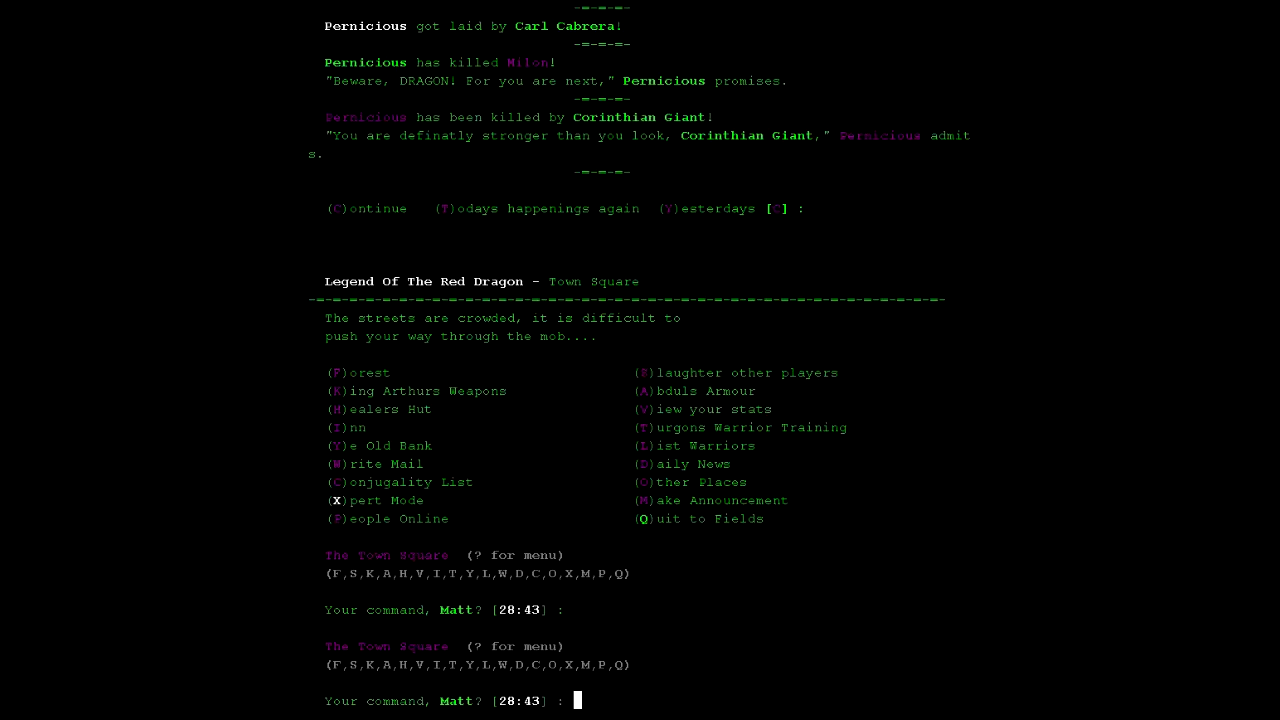 -=-=-=-
Pernicious got laid by Carl Cabrera!
-=-=-=-
Pernicious has killed Milon!
"Beware, DRAGON! For you are next," Pernicious promises.
-=-=-=-
Pernicious has been killed by Corinthian Giant!
"You are definatly stronger than you look, Corinthian Giant," Pernicious admit
s.
-=-=-=-
(C)ontinue (T)odays happenings again (Y)esterdays [C] :
Legend Of The Red Dragon - Town Square
-=-=-=-=-=-=-=-=-=-=-=-=-=-=-=-=-=-=-=-=-=-=-=-=-=-=-=-=-=-=-=-=-=-=-=-=-=-=-
The streets are crowded, it is difficult to
push your way through the mob....
(F)orest (S)laughter other players
(K)ing Arthurs Weapons (A)bduls Armour
(H)ealers Hut (V)iew your stats
(I)nn (T)urgons Warrior Training
(Y)e Old Bank (L)ist Warriors
(W)rite Mail (D)aily News
(C)onjugality List (O)ther Places
(X)pert Mode (M)ake Announcement
(P)eople Online (Q)uit to Fields
The Town Square (? for menu)
(F,S,K,A,H,V,I,T,Y,L,W,D,C,O,X,M,P,Q)
Your command, Matt? [28:43] :
The Town Square (? for menu)
(F,S,K,A,H,V,I,T,Y,L,W,D,C,O,X,M,P,Q)
Your command, Matt? [28:43] :